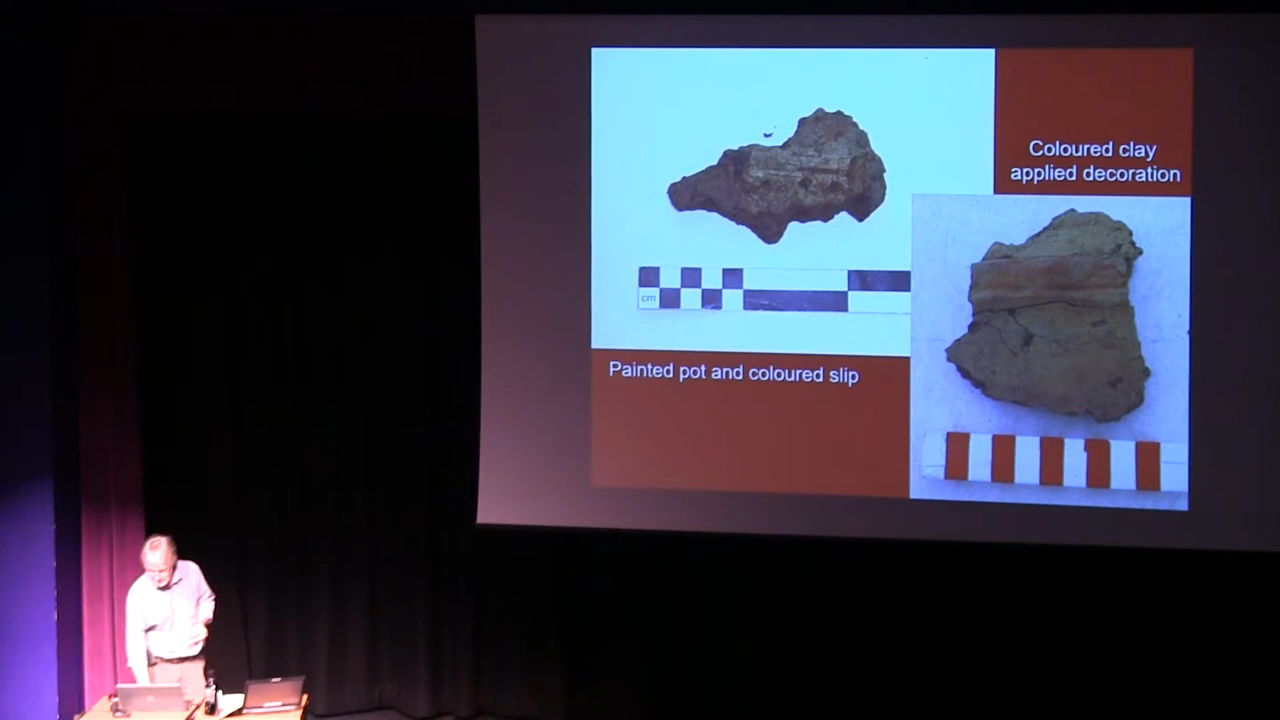 Coloured clay
applied decoration
cm
Painted pot and coloured slip